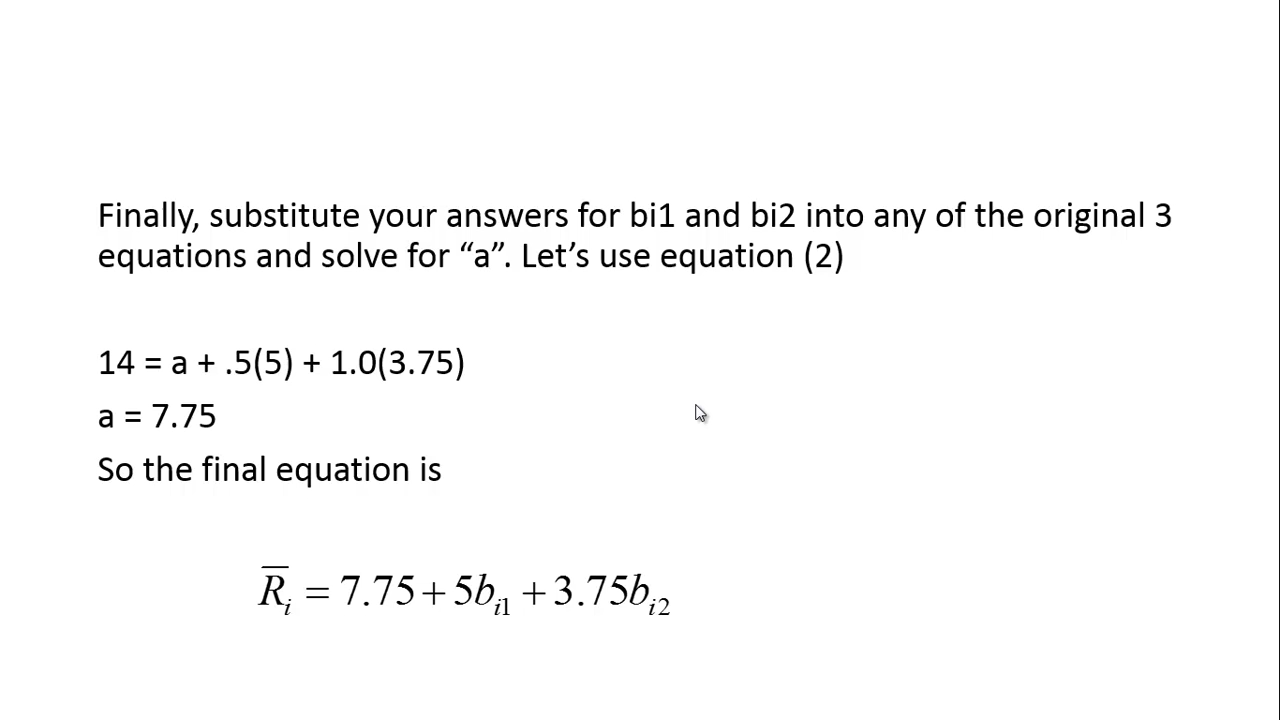 Finally, substitute your answers for bi1 and bi2 into any of the original 3
equations and solve for “a”. Let’s use equation (2)
14 = a + .5(5) + 1.0(3.75)
a = 7.75
So the final equation is
R̅ᵢ = 7.75 + 5bᵢ₁ + 3.75bᵢ₂